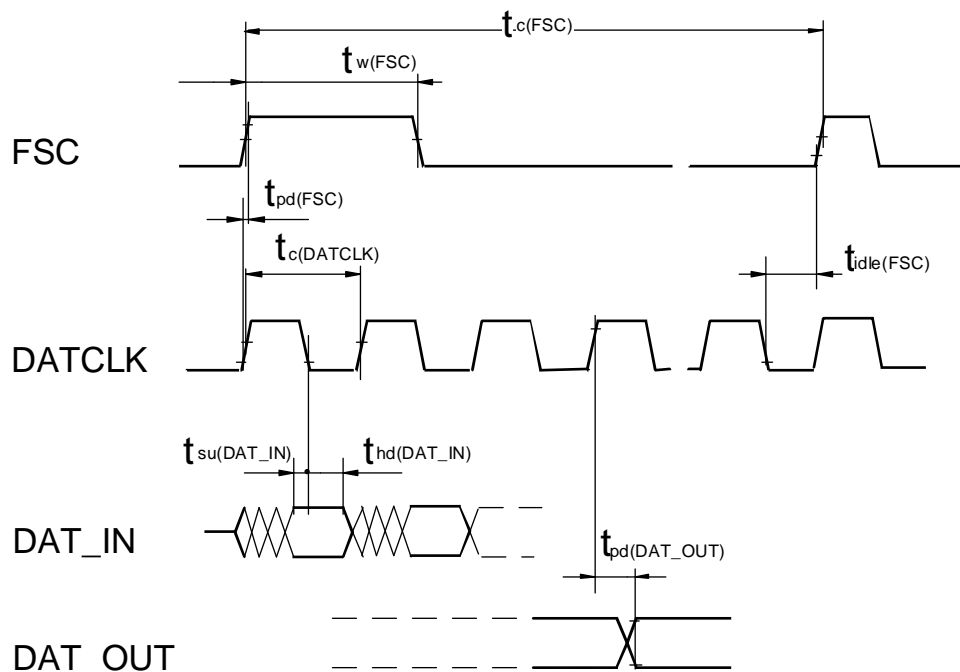 t.c(FSC)
tw(FSC)
FSC
tpd(FSC)
tc(DATCLK)
tidle(FSC)
DATCLK
tsu(DAT_IN)
thd(DAT_IN)
DAT_IN
tpd(DAT_OUT)
DAT_OUT